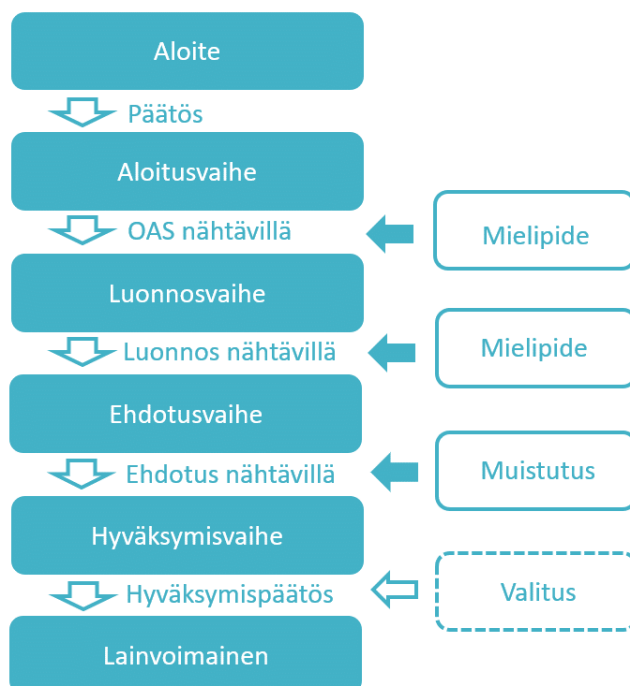 Aloite
Päätös
Aloitusvaihe
OAS nähtävillä
Mielipide
Luonnosvaihe
Luonnos nähtävillä
Mielipide
Ehdotusvaihe
Ehdotus nähtävillä
Muistutus
Hyväksymisvaihe
Hyväksymispäätös
Valitus
Lainvoimainen